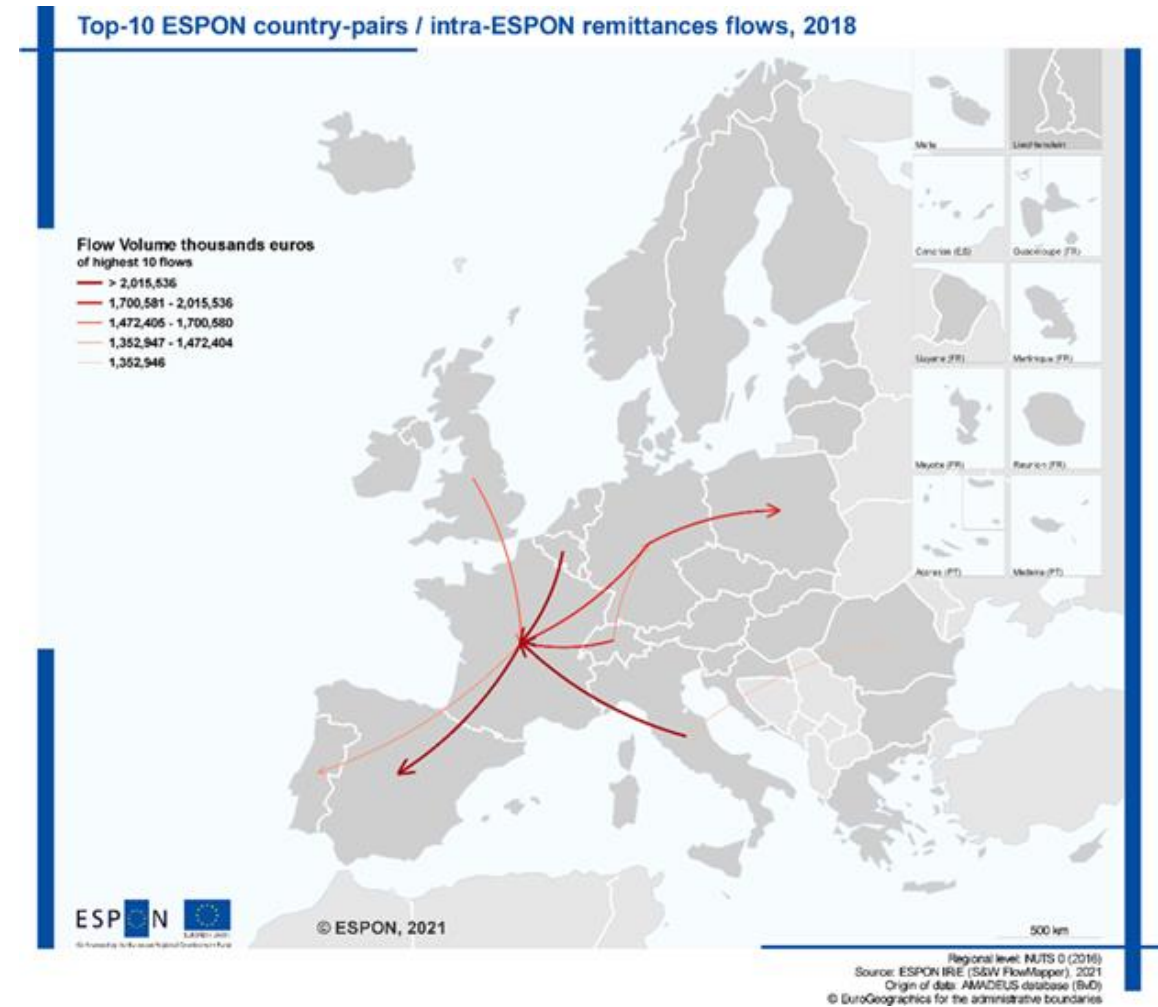 Top-10 ESPON country-pairs / intra-ESPON remittances flows, 2018
Malta
Liechtenstein
Canarias (ES)
Guadeloupe (FR)
Flow Volume thousands euros
of highest 10 flows
> 2,015,536
1,700,581 - 2,015,536
1,472,405 - 1,700,580
1,352,947 - 1,472,404
1,352,946
Guyane (FR)
Martinique (FR)
Mayotte (FR)
Reunion (FR)
Acores (PT)
Madeira (PT)
ESPON
© ESPON, 2021
500 km
Regional level: NUTS 0 (2016)
Source: ESPON IRiE (S&W FlowMapper), 2021
Origin of data: AMADEUS database (BvD)
© EuroGeographics for the administrative boundaries